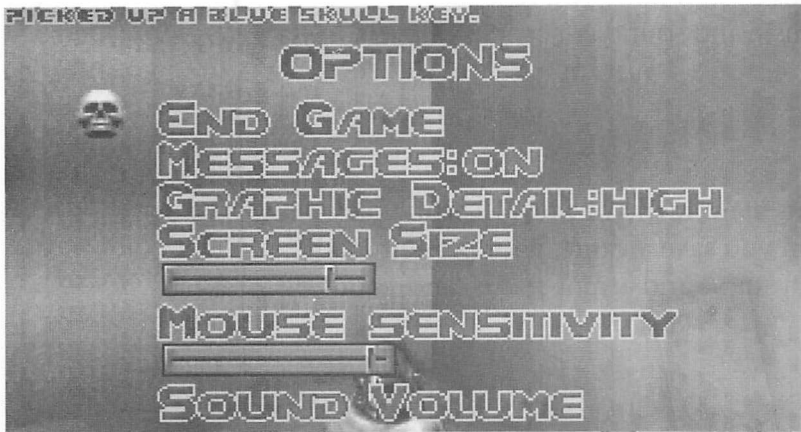 PICKED UP A BLUE SKULL KEY.
OPTIONS
END GAME
MESSAGES:ON
GRAPHIC DETAIL:HIGH
SCREEN SIZE
MOUSE SENSITIVITY
SOUND VOLUME